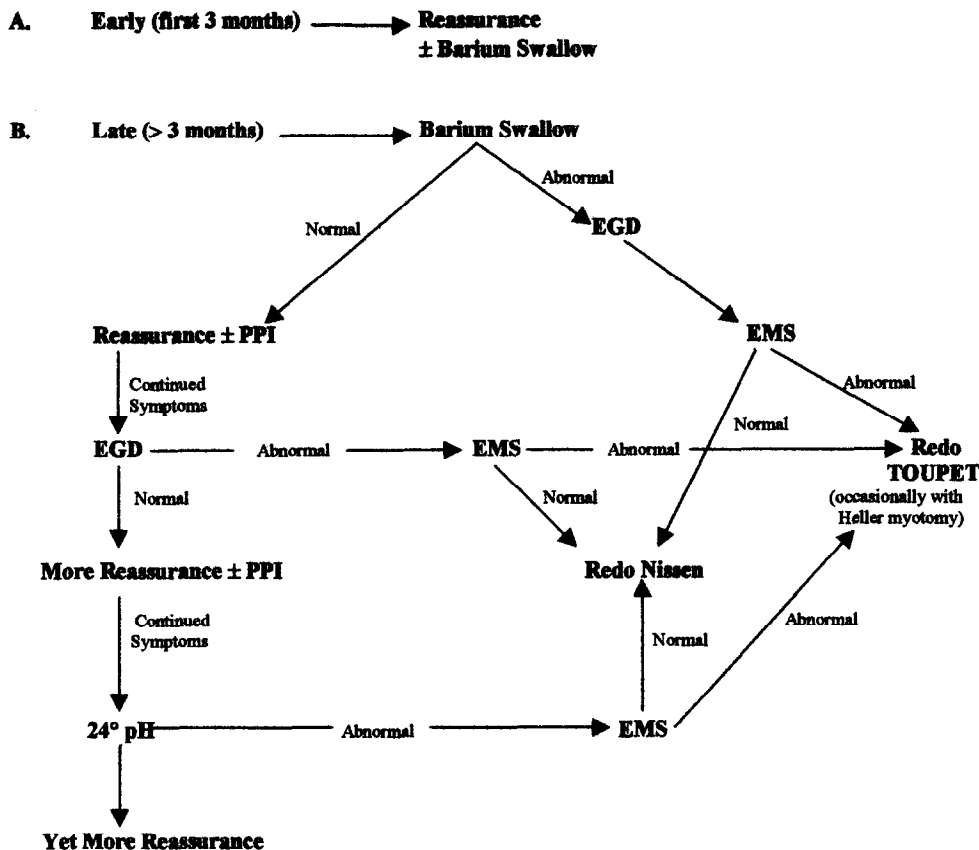 A. Early (first 3 months) Reassurance
± Barium Swallow
B. Late (> 3 months) Barium Swallow
Abnormal
Normal
EGD
Reassurance ± PPI
EMS
Continued
Symptoms
Abnormal
Normal
EGD
Abnormal
EMS
Abnormal
Redo
TOUPET
(occasionally with
Heller myotomy)
Normal
Normal
More Reassurance ± PPI
Redo Nissen
Continued
Symptoms
Normal
Abnormal
24° pH
Abnormal
EMS
Yet More Reassurance